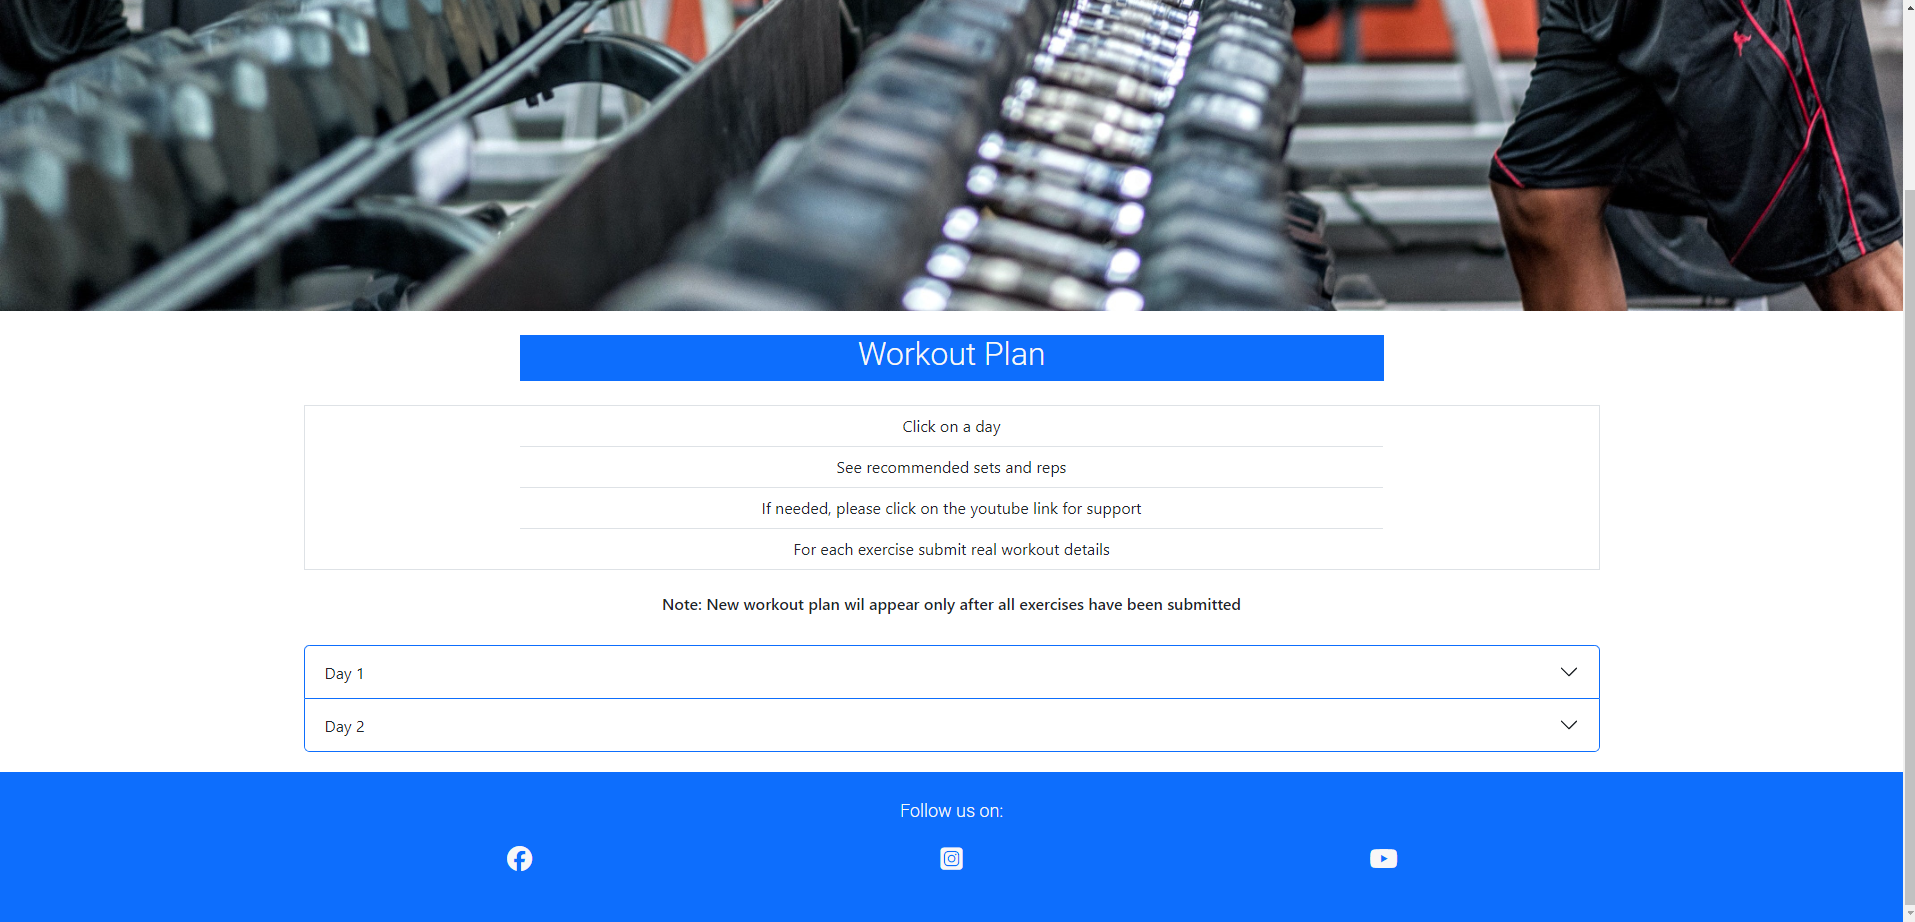 Workout Plan
Click on a day
See recommended sets and reps
If needed, please click on the youtube link for support
For each exercise submit real workout details
Note: New workout plan wil appear only after all exercises have been submitted
Day 1
Day 2
Follow us on: